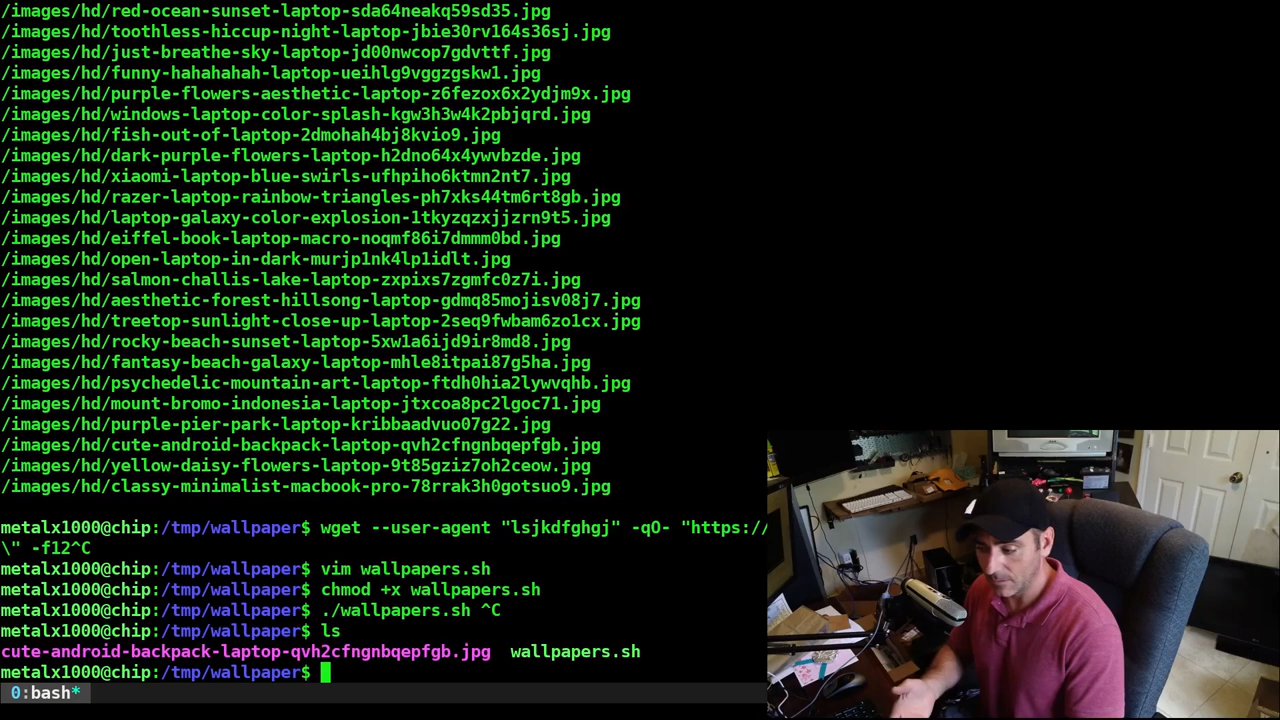 /images/hd/red-ocean-sunset-laptop-sda64neakq59sd35.jpg
/images/hd/toothless-hiccup-night-laptop-jbie30rv164s36sj.jpg
/images/hd/just-breathe-sky-laptop-jd00nwcop7gdvttf.jpg
/images/hd/funny-hahahahah-laptop-ueihlg9vggzgskw1.jpg
/images/hd/purple-flowers-aesthetic-laptop-z6fezox6x2ydjm9x.jpg
/images/hd/windows-laptop-color-splash-kgw3h3w4k2pbjqrd.jpg
/images/hd/fish-out-of-laptop-2dmohah4bj8kvio9.jpg
/images/hd/dark-purple-flowers-laptop-h2dno64x4ywvbzde.jpg
/images/hd/xiaomi-laptop-blue-swirls-ufhpiho6ktmn2nt7.jpg
/images/hd/razer-laptop-rainbow-triangles-ph7xks44tm6rt8gb.jpg
/images/hd/laptop-galaxy-color-explosion-1tkyzqzxjjzrn9t5.jpg
/images/hd/eiffel-book-laptop-macro-noqmf86i7dmmm0bd.jpg
/images/hd/open-laptop-in-dark-murjp1nk4lp1idlt.jpg
/images/hd/salmon-challis-lake-laptop-zxpixs7zgmfc0z7i.jpg
/images/hd/aesthetic-forest-hillsong-laptop-gdmq85mojisv08j7.jpg
/images/hd/treetop-sunlight-close-up-laptop-2seq9fwbam6zo1cx.jpg
/images/hd/rocky-beach-sunset-laptop-5xw1a6ijd9ir8md8.jpg
/images/hd/fantasy-beach-galaxy-laptop-mhle8itpai87g5ha.jpg
/images/hd/psychedelic-mountain-art-laptop-ftdh0hia2lywvqhb.jpg
/images/hd/mount-bromo-indonesia-laptop-jtxcoa8pc2lgoc71.jpg
/images/hd/purple-pier-park-laptop-kribbaadvuo07g22.jpg
/images/hd/cute-android-backpack-laptop-qvh2cfngnbqepfgb.jpg
/images/hd/yellow-daisy-flowers-laptop-9t85gziz7oh2ceow.jpg
/images/hd/classy-minimalist-macbook-pro-78rrak3h0gotsuo9.jpg
metalx1000@chip:/tmp/wallpaper$ wget --user-agent "lsjkdfghgj" -qO- "https:/​/
\" -f12^C
metalx1000@chip:/tmp/wallpaper$ vim wallpapers.sh
metalx1000@chip:/tmp/wallpaper$ chmod +x wallpapers.sh
metalx1000@chip:/tmp/wallpaper$ ./wallpapers.sh ^C
metalx1000@chip:/tmp/wallpaper$ ls
cute-android-backpack-laptop-qvh2cfngnbqepfgb.jpg wallpapers.sh
metalx1000@chip:/tmp/wallpaper$
0:bash*